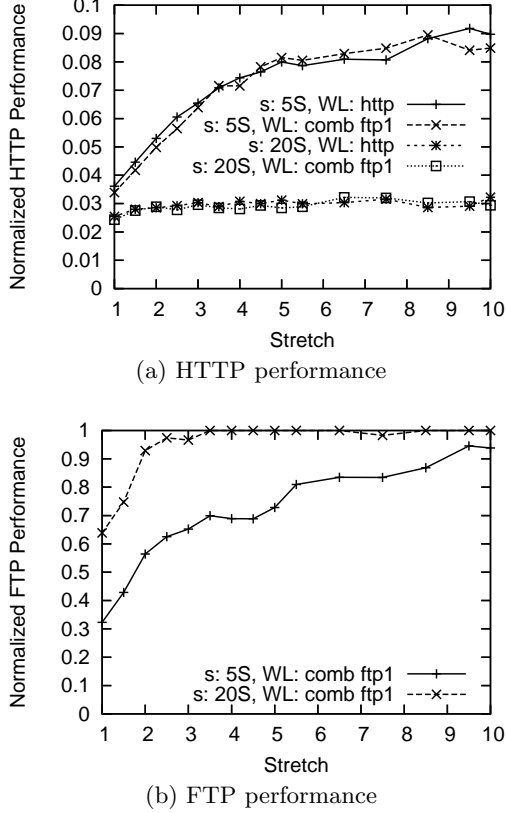 0.1
0.09
0.08
0.07
0.06
0.05
0.04
0.03
0.02
0.01
0
Normalized HTTP Performance
s: 5S, WL: http
s: 5S, WL: comb ftp1
s: 20S, WL: http
s: 20S, WL: comb ftp1
1 2 3 4 5 6 7 8 9 10
Stretch
(a) HTTP performance
1
0.9
0.8
0.7
0.6
0.5
0.4
0.3
0.2
0.1
0
Normalized FTP Performance
s: 5S, WL: comb ftp1
s: 20S, WL: comb ftp1
1 2 3 4 5 6 7 8 9 10
Stretch
(b) FTP performance